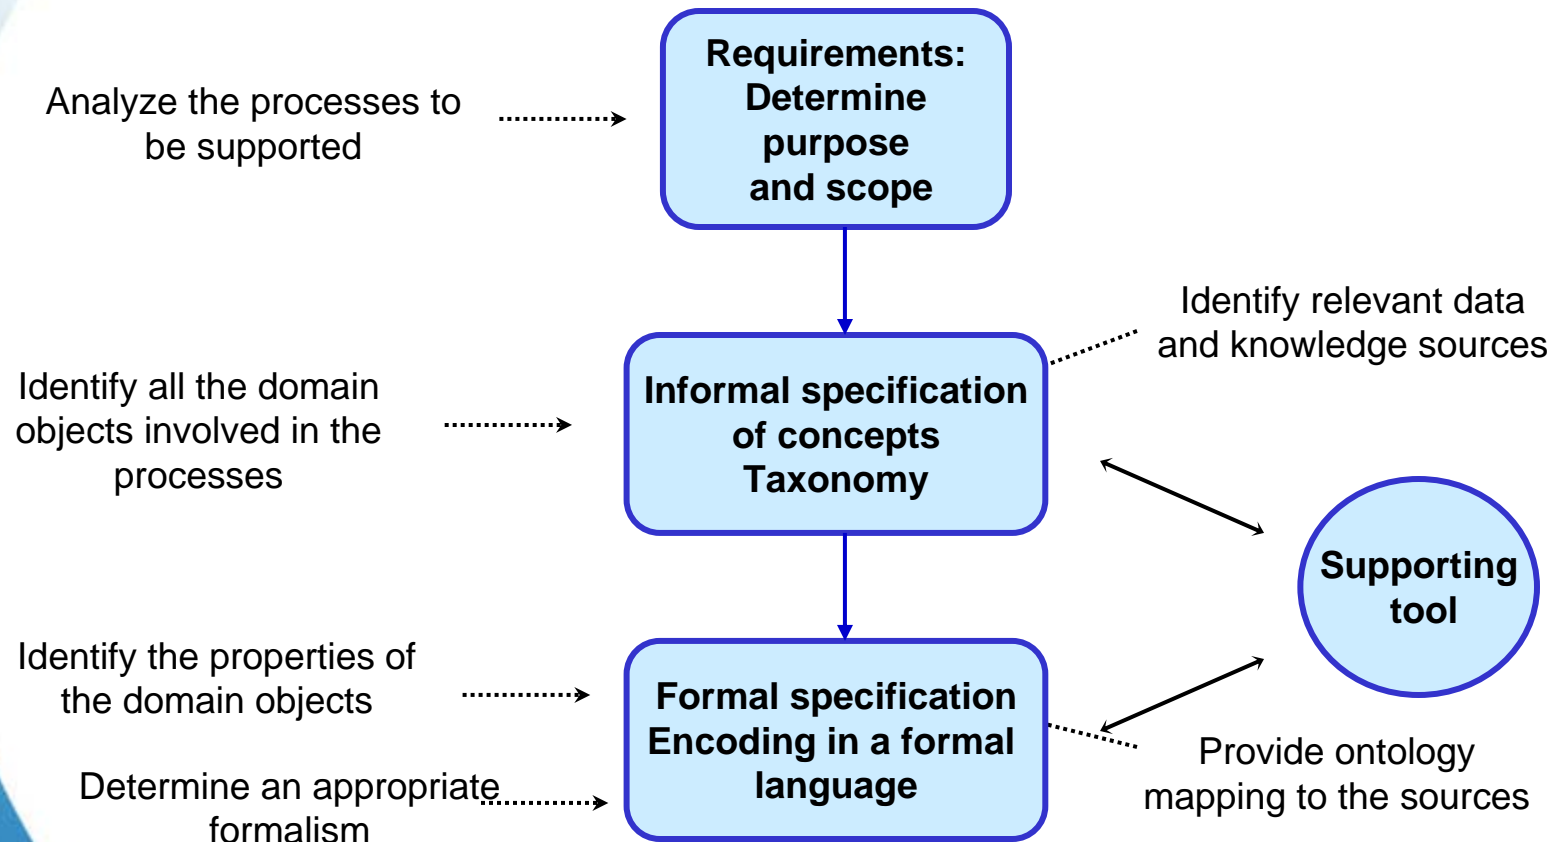 Requirements:
Determine
purpose
and scope
Analyze the processes to
be supported
Identify relevant data
and knowledge sources
Identify all the domain
objects involved in the
processes
Informal specification
of concepts
Taxonomy
Supporting
tool
Identify the properties of
the domain objects
Formal specification
Encoding in a formal
language
Provide ontology
mapping to the sources
Determine an appropriate
formalism